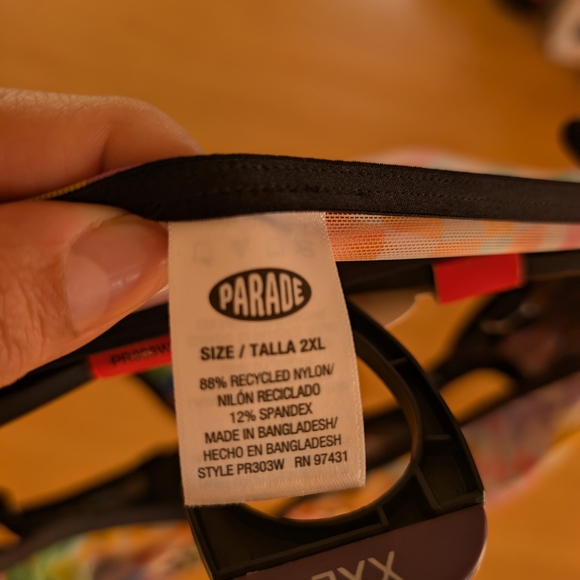 PARADE
SIZE / TALLA 2XL
88% RECYCLED NYLON/
NILÓN RECICLADO
12% SPANDEX
MADE IN BANGLADESH/
HECHO EN BANGLADESH
STYLE PR303W RN 97431
PR303W